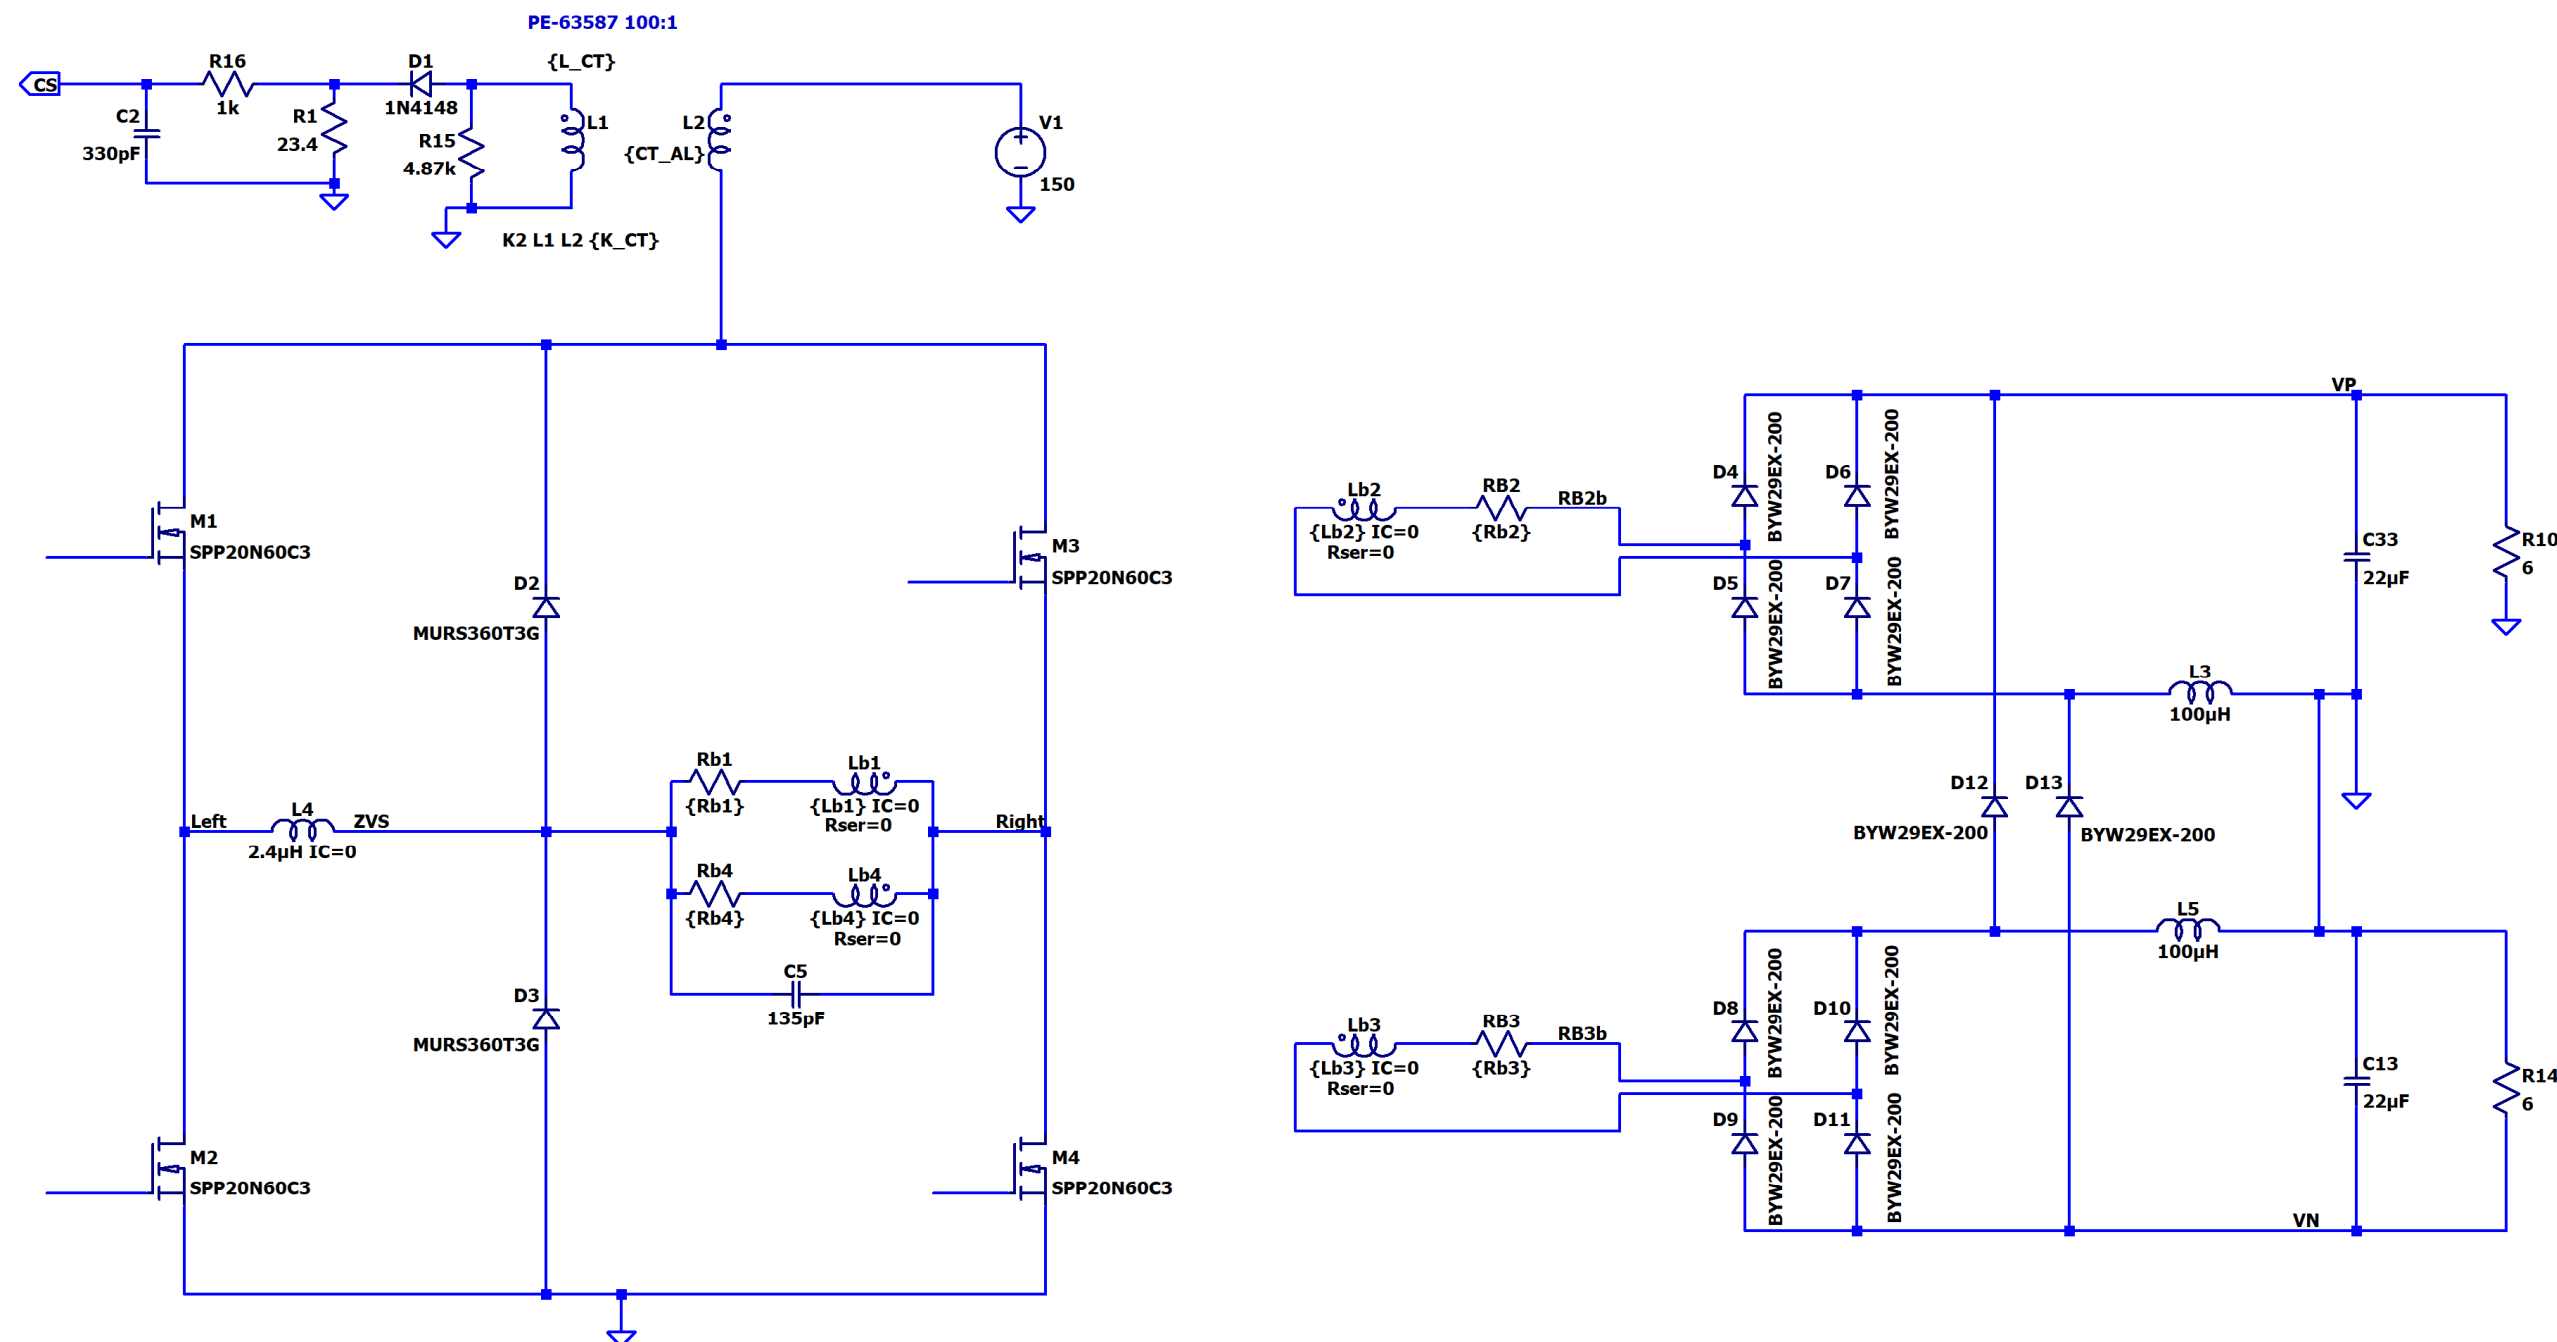 PE-63587 100:1
CS
R16
1k
C2
330pF
R1
23.4
D1
1N4148
R15
4.87k
{L_CT}
L1
L2
{CT_AL}
K2 L1 L2 {K_CT}
V1
150
M1
SPP20N60C3
D2
MURS360T3G
M3
SPP20N60C3
Left
L4
2.4µH IC=0
ZVS
Rb1
{Rb1}
Lb1
{Lb1} IC=0
Rser=0
Rb4
{Rb4}
Lb4
{Lb4} IC=0
Rser=0
C5
135pF
Right
D3
MURS360T3G
M2
SPP20N60C3
M4
SPP20N60C3
Lb2
{Lb2} IC=0
Rser=0
RB2
{Rb2}
RB2b
D4
BYW29EX-200
D6
BYW29EX-200
D5
BYW29EX-200
D7
BYW29EX-200
VP
C33
22µF
R10
6
L3
100µH
D12
BYW29EX-200
D13
BYW29EX-200
L5
100µH
Lb3
{Lb3} IC=0
Rser=0
RB3
{Rb3}
RB3b
D8
BYW29EX-200
D10
BYW29EX-200
D9
BYW29EX-200
D11
BYW29EX-200
C13
22µF
R14
6
VN